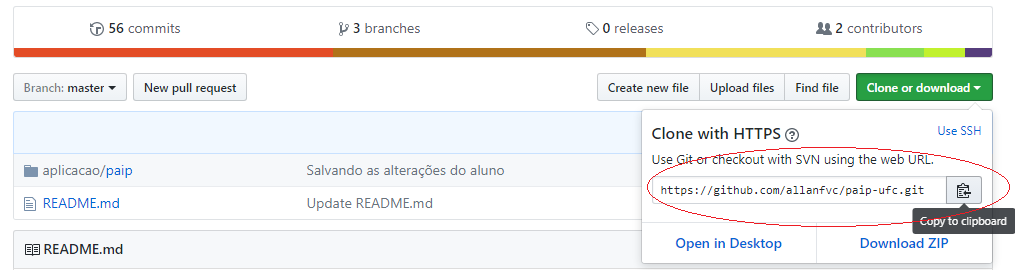 56 commits
3 branches
0 releases
2 contributors
Branch: master
New pull request
Create new file
Upload files
Find file
Clone or download
Clone with HTTPS
Use SSH
Use Git or checkout with SVN using the web URL.
https://github.com/allanfvc/paip-ufc.git
Copy to clipboard
Open in Desktop
Download ZIP
aplicacao/paip
Salvando as alterações do aluno
README.md
Update README.md
README.md